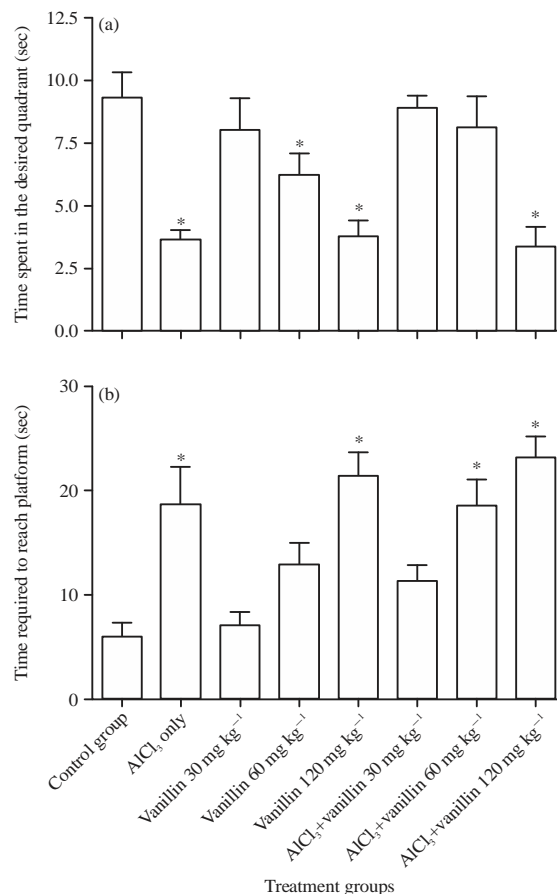 (a)
Time spent in the desired quadrant (sec)
12.5
10.0
7.5
5.0
2.5
0.0
*
*
*
*
(b)
Time required to reach platform (sec)
30
20
10
0
*
*
*
*
Control group
AlCl₃ only
Vanillin 30 mg kg⁻¹
Vanillin 60 mg kg⁻¹
Vanillin 120 mg kg⁻¹
AlCl₃+vanillin 30 mg kg⁻¹
AlCl₃+vanillin 60 mg kg⁻¹
AlCl₃+vanillin 120 mg kg⁻¹
Treatment groups